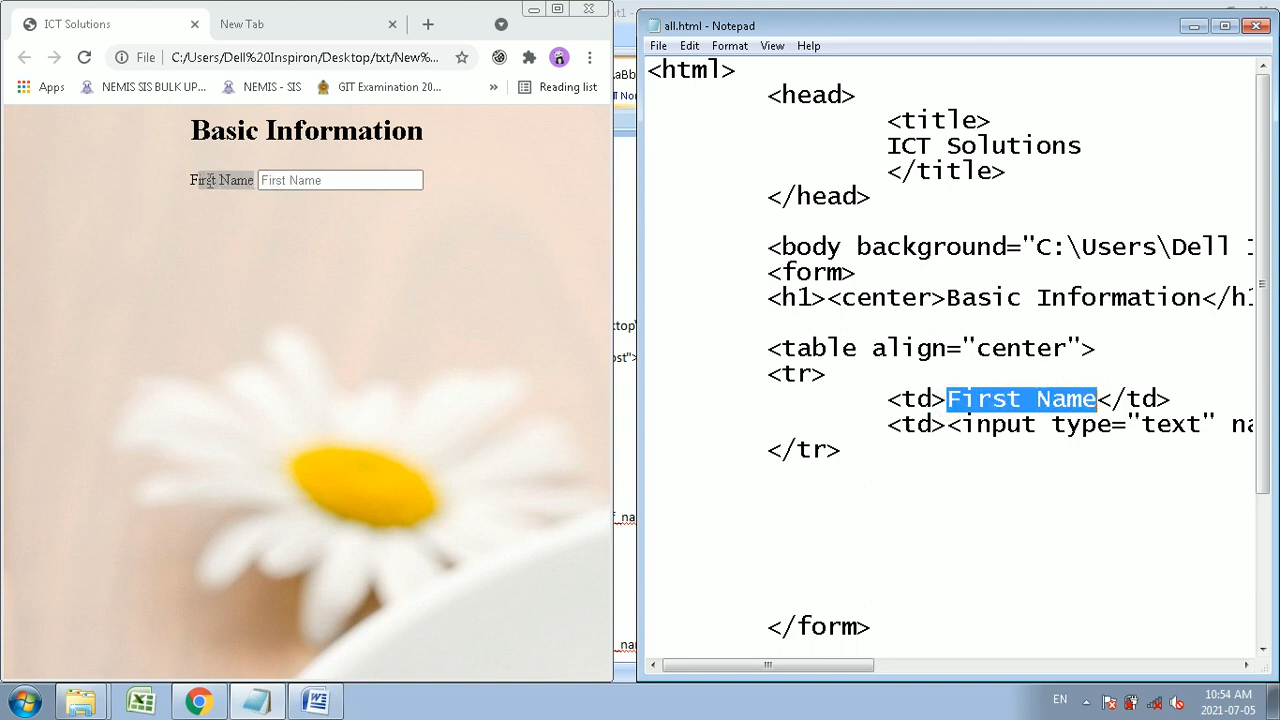 ICT Solutions
New Tab
File C:/Users/Dell%20Inspiron/Desktop/txt/New%...
Apps NEMIS SIS BULK UP... NEMIS - SIS GIT Examination 20... » Reading list
Basic Information
First Name First Name
all.html - Notepad
File Edit Format View Help
<html>
<head>
<title>
ICT Solutions
</title>
</head>
<body background="C:\Users\Dell I
<form>
<h1><center>Basic Information</h1
<table align="center">
<tr>
<td>First Name</td>
<td><input type="text" na
</tr>
</form>
EN 10:54 AM
2021-07-05